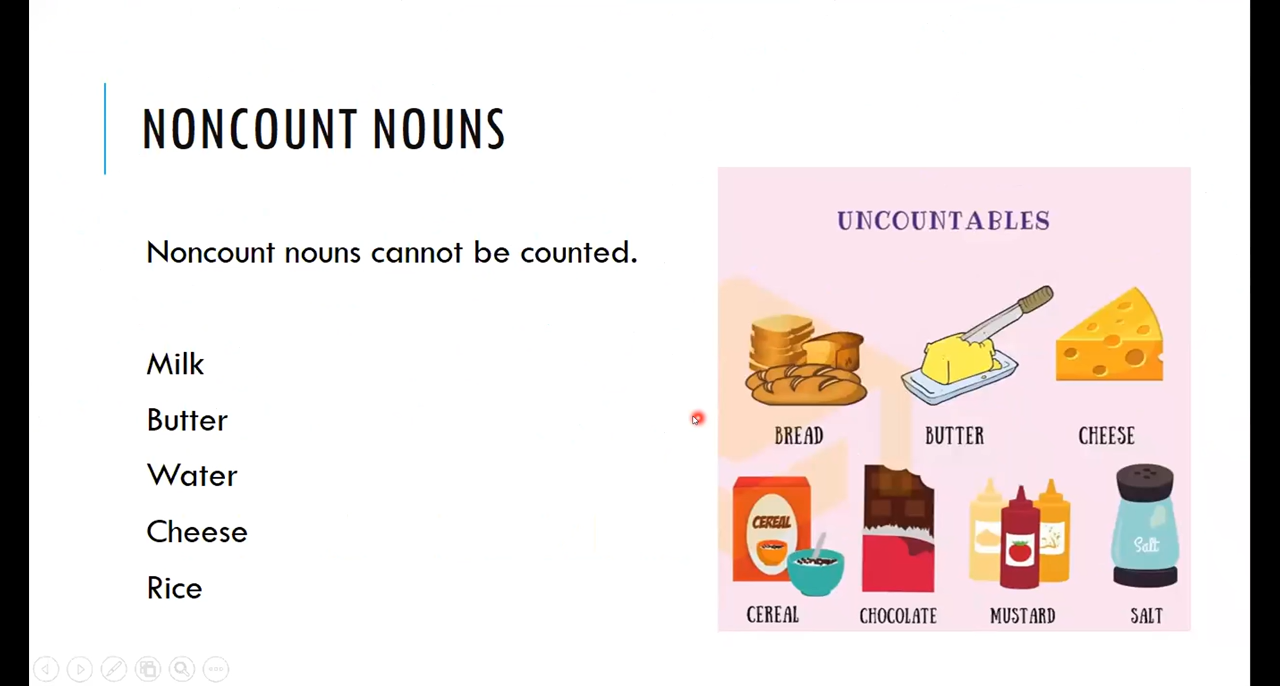 NONCOUNT NOUNS
Noncount nouns cannot be counted.
Milk
Butter
Water
Cheese
Rice
UNCOUNTABLES
BREAD
BUTTER
CHEESE
CEREAL
Salt
CEREAL
CHOCOLATE
MUSTARD
SALT